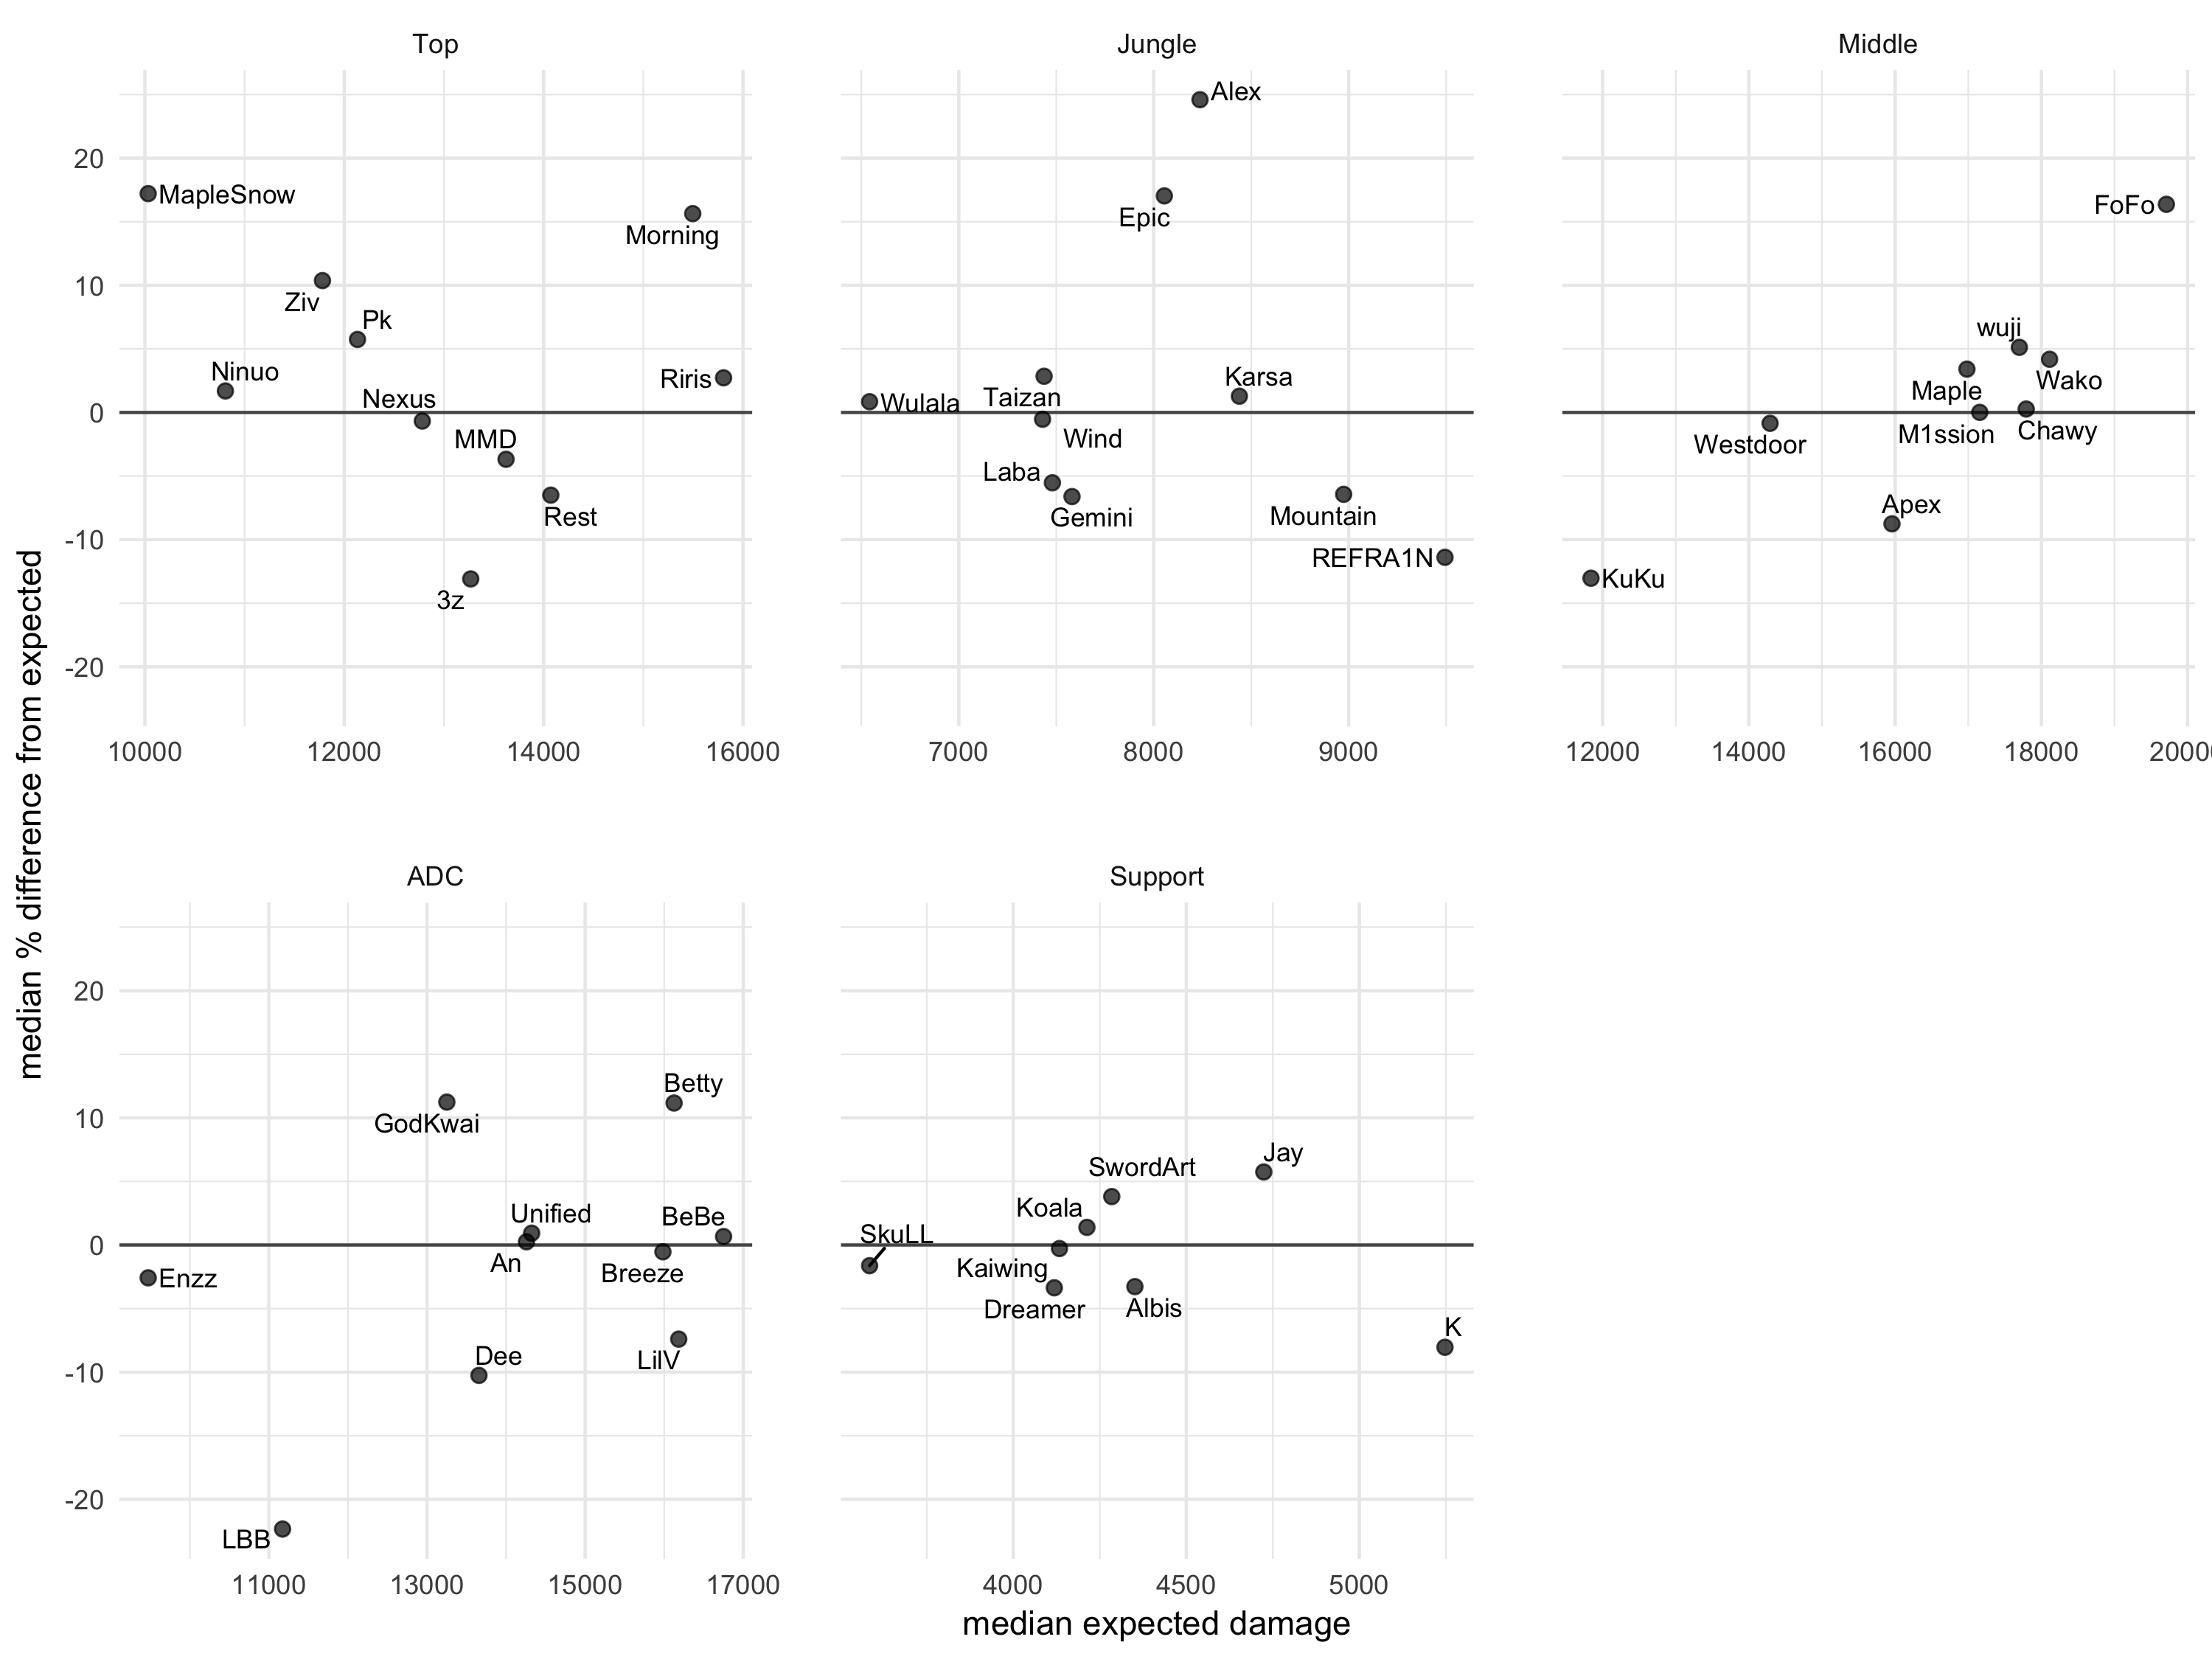 Top
Jungle
Middle
Alex
20
MapleSnow
Epic
FoFo
Morning
10
Ziv
Pk
wuji
Ninuo
Riris
Karsa
Wako
Nexus
Taizan
Maple
0
Wulala
MMD
Wind
M1ssion
Chawy
Westdoor
Laba
Rest
Gemini
Mountain
Apex
-10
REFRA1N
3z
KuKu
-20
10000 12000 14000 16000
7000 8000 9000
12000 14000 16000 18000
median % difference from expected
ADC
Support
20
Betty
10
GodKwai
Jay
SwordArt
Unified
BeBe
Koala
SkuLL
0
An
Breeze
Kaiwing
Enzz
Dreamer
Albis
K
Dee
LilV
-10
-20
LBB
11000 13000 15000 17000
4000 4500 5000
median expected damage